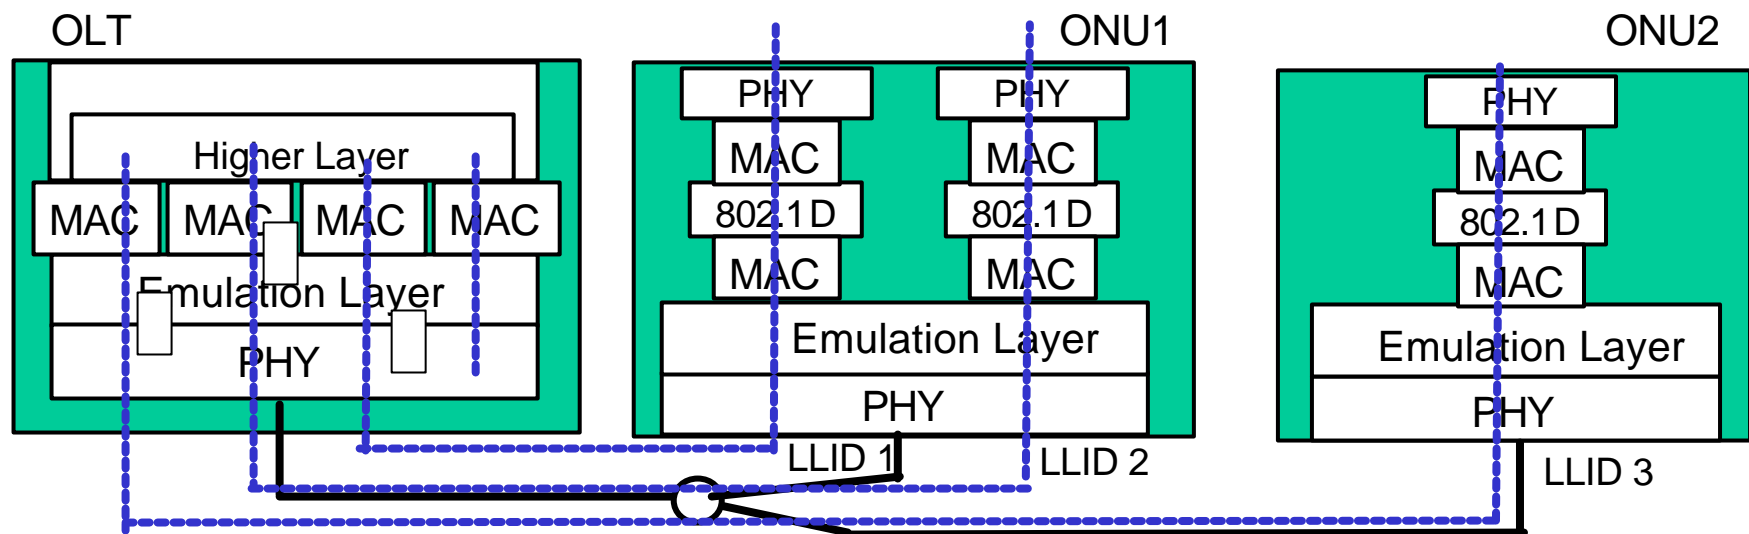 OLT
ONU1
ONU2
Higher Layer
MAC MAC MAC MAC
Emulation Layer
PHY
PHY PHY
MAC MAC
802.1D 802.1D
MAC MAC
Emulation Layer
PHY
LLID 1
LLID 2
PHY
MAC
802.1D
MAC
Emulation Layer
PHY
LLID 3